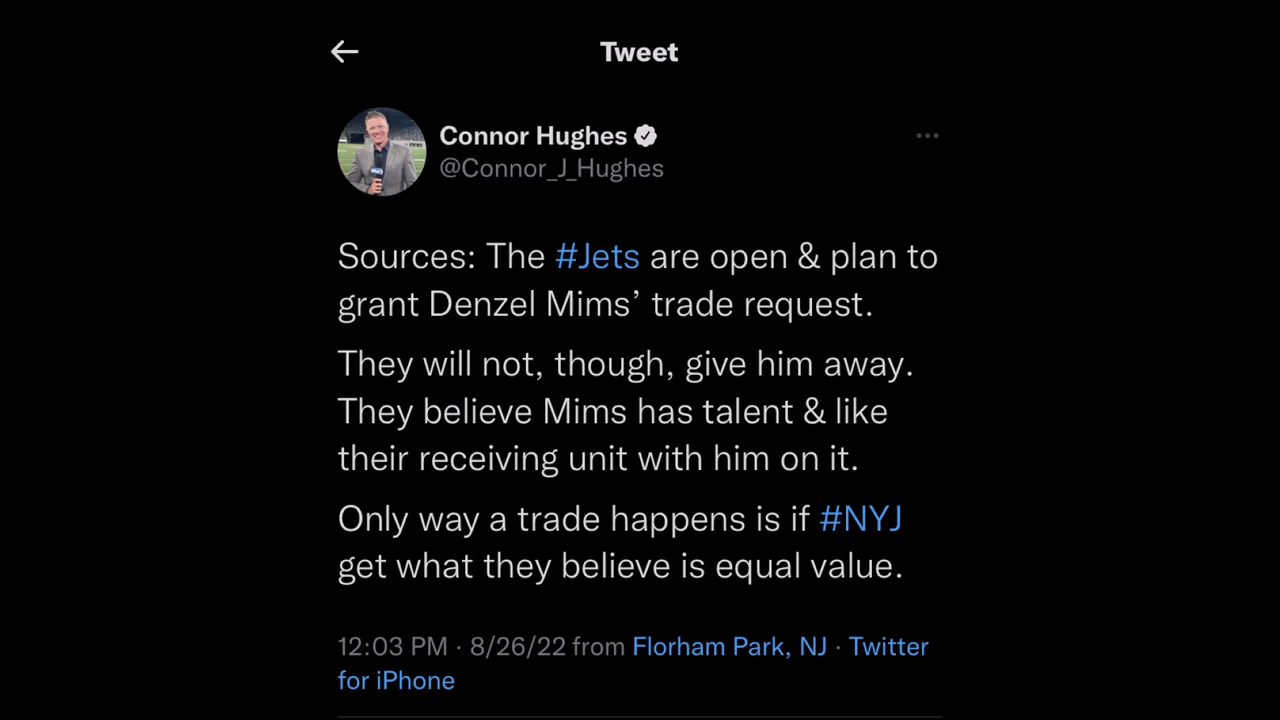 Tweet
Connor Hughes
@Connor_J_Hughes
Sources: The #Jets are open & plan to
grant Denzel Mims’ trade request.
They will not, though, give him away.
They believe Mims has talent & like
their receiving unit with him on it.
Only way a trade happens is if #NYJ
get what they believe is equal value.
12:03 PM · 8/26/22 from Florham Park, NJ · Twitter
for iPhone